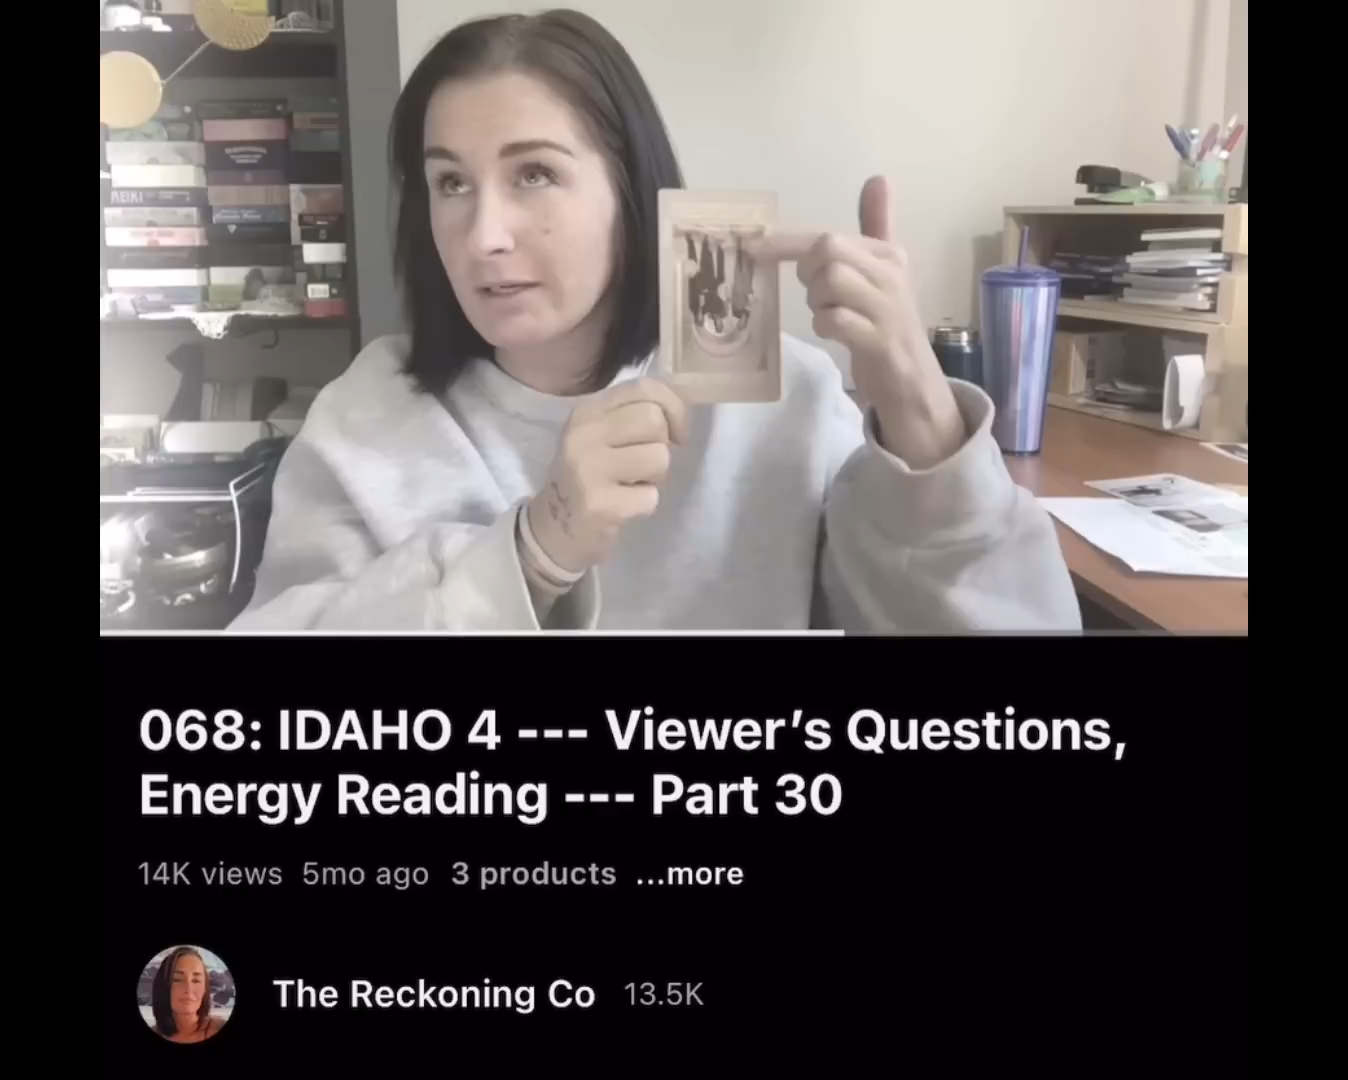 REIKI
068: IDAHO 4 --- Viewer’s Questions,
Energy Reading --- Part 30
14K views 5mo ago 3 products ...more
The Reckoning Co 13.5K